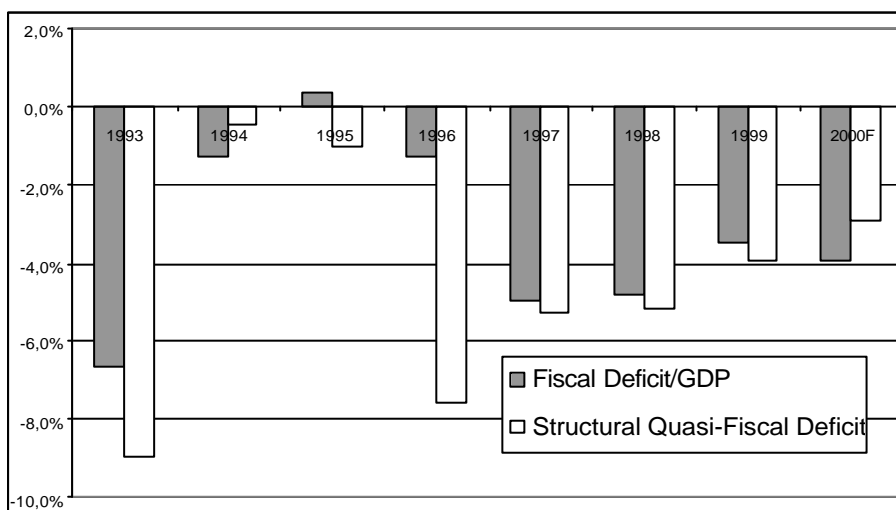 2,0%
0,0%
1993 1994 1995 1996 1997 1998 1999 2000F
-2,0%
-4,0%
-6,0%
Fiscal Deficit/GDP
-8,0%
Structural Quasi-Fiscal Deficit
-10,0%